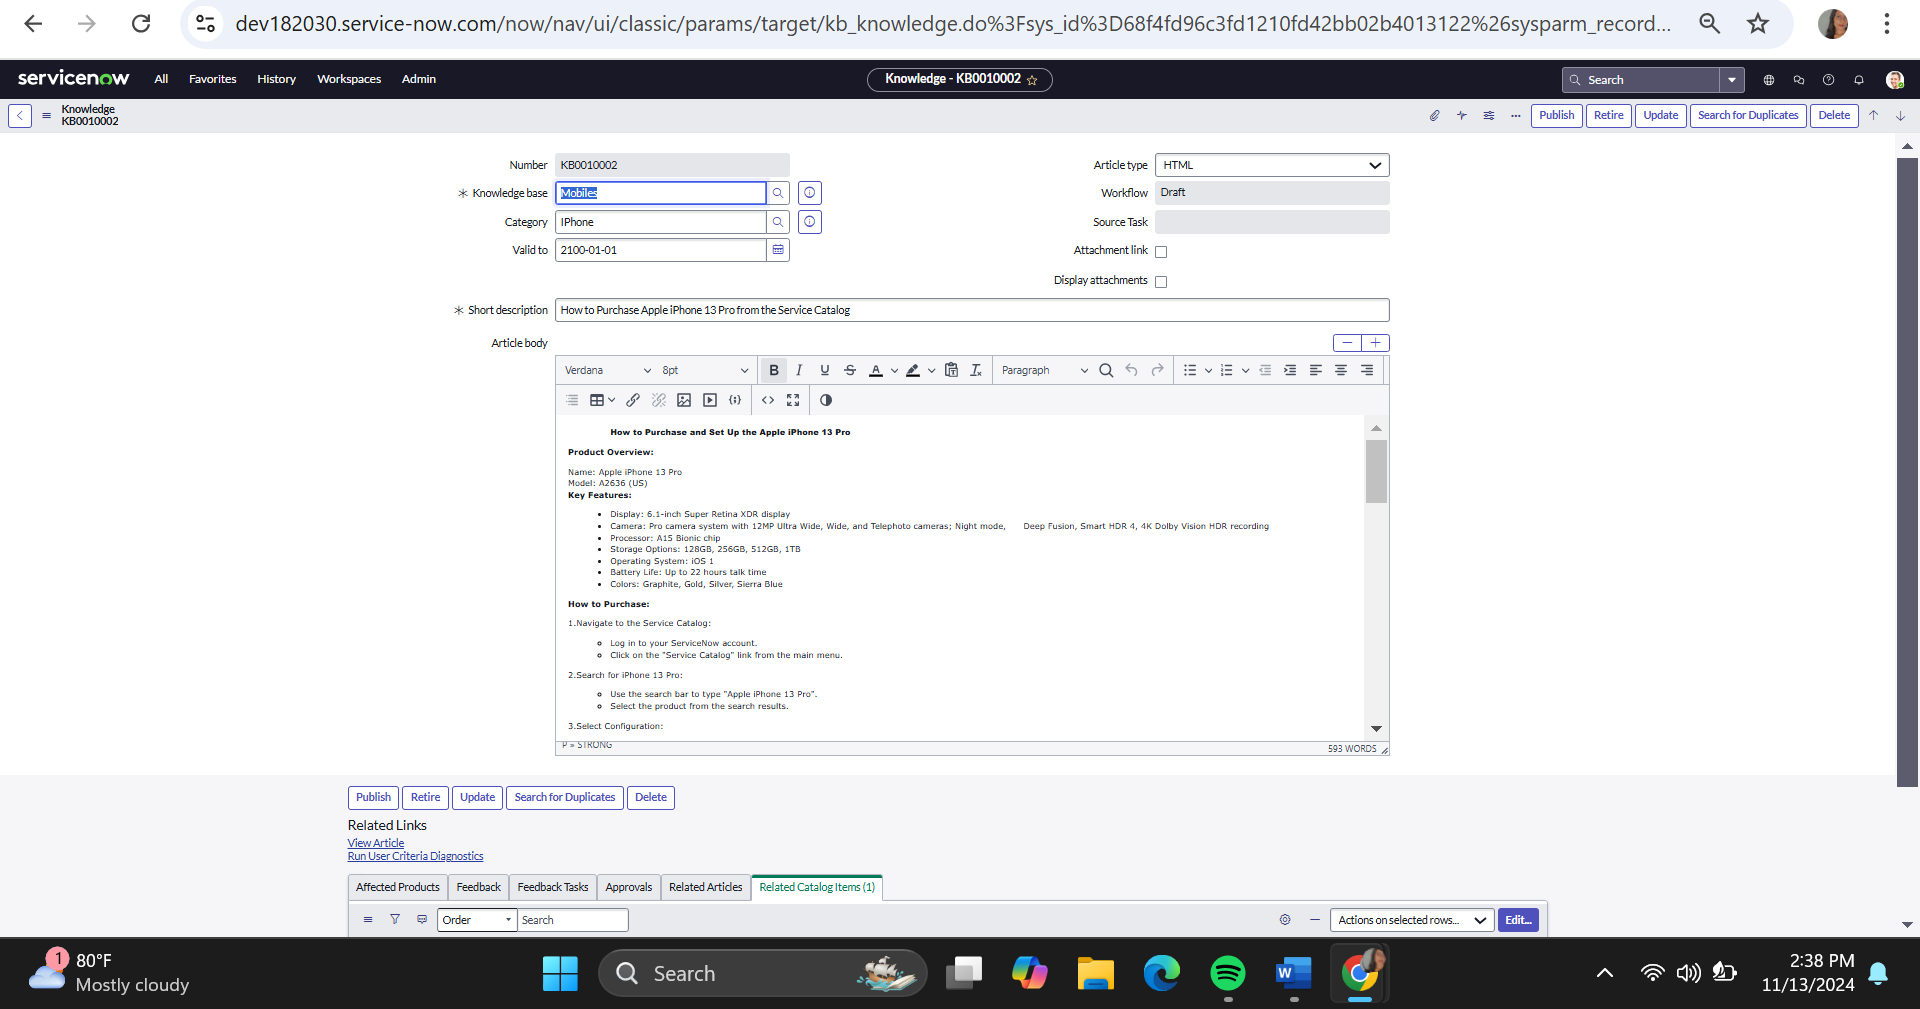 dev182030.service-now.com/now/nav/ui/classic/params/target/kb_knowledge.do%3Fsys_id%3D68f4fd96c3fd1210fd42bb02b4013122%26sysparm_record...
servicenow All Favorites History Workspaces Admin Knowledge - KB0010002 Search
Knowledge
KB0010002
Publish Retire Update Search for Duplicates Delete
Number KB0010002 Article type HTML
Knowledge base Mobiles Workflow Draft
Category IPhone Source Task
Valid to 2100-01-01 Attachment link
Display attachments
Short description How to Purchase Apple iPhone 13 Pro from the Service Catalog
Article body
Verdana 8pt B I U S A Paragraph
How to Purchase and Set Up the Apple iPhone 13 Pro
Product Overview:
Name: Apple iPhone 13 Pro
Model: A2636 (US)
Key Features:
• Display: 6.1-inch Super Retina XDR display
• Camera: Pro camera system with 12MP Ultra Wide, Wide, and Telephoto cameras; Night mode, Deep Fusion, Smart HDR 4, 4K Dolby Vision HDR recording
• Processor: A15 Bionic chip
• Storage Options: 128GB, 256GB, 512GB, 1TB
• Operating System: iOS 1
• Battery Life: Up to 22 hours talk time
• Colors: Graphite, Gold, Silver, Sierra Blue
How to Purchase:
1.Navigate to the Service Catalog:
Log in to your ServiceNow account.
Click on the "Service Catalog" link from the main menu.
2.Search for iPhone 13 Pro:
Use the search bar to type "Apple iPhone 13 Pro".
Select the product from the search results.
3.Select Configuration:
P » STRONG 593 WORDS
Publish Retire Update Search for Duplicates Delete
Related Links
View Article
Run User Criteria Diagnostics
Affected Products Feedback Feedback Tasks Approvals Related Articles Related Catalog Items (1)
Order Search Actions on selected rows... Edit...
1 80°F
Mostly cloudy
Search
2:38 PM
11/13/2024